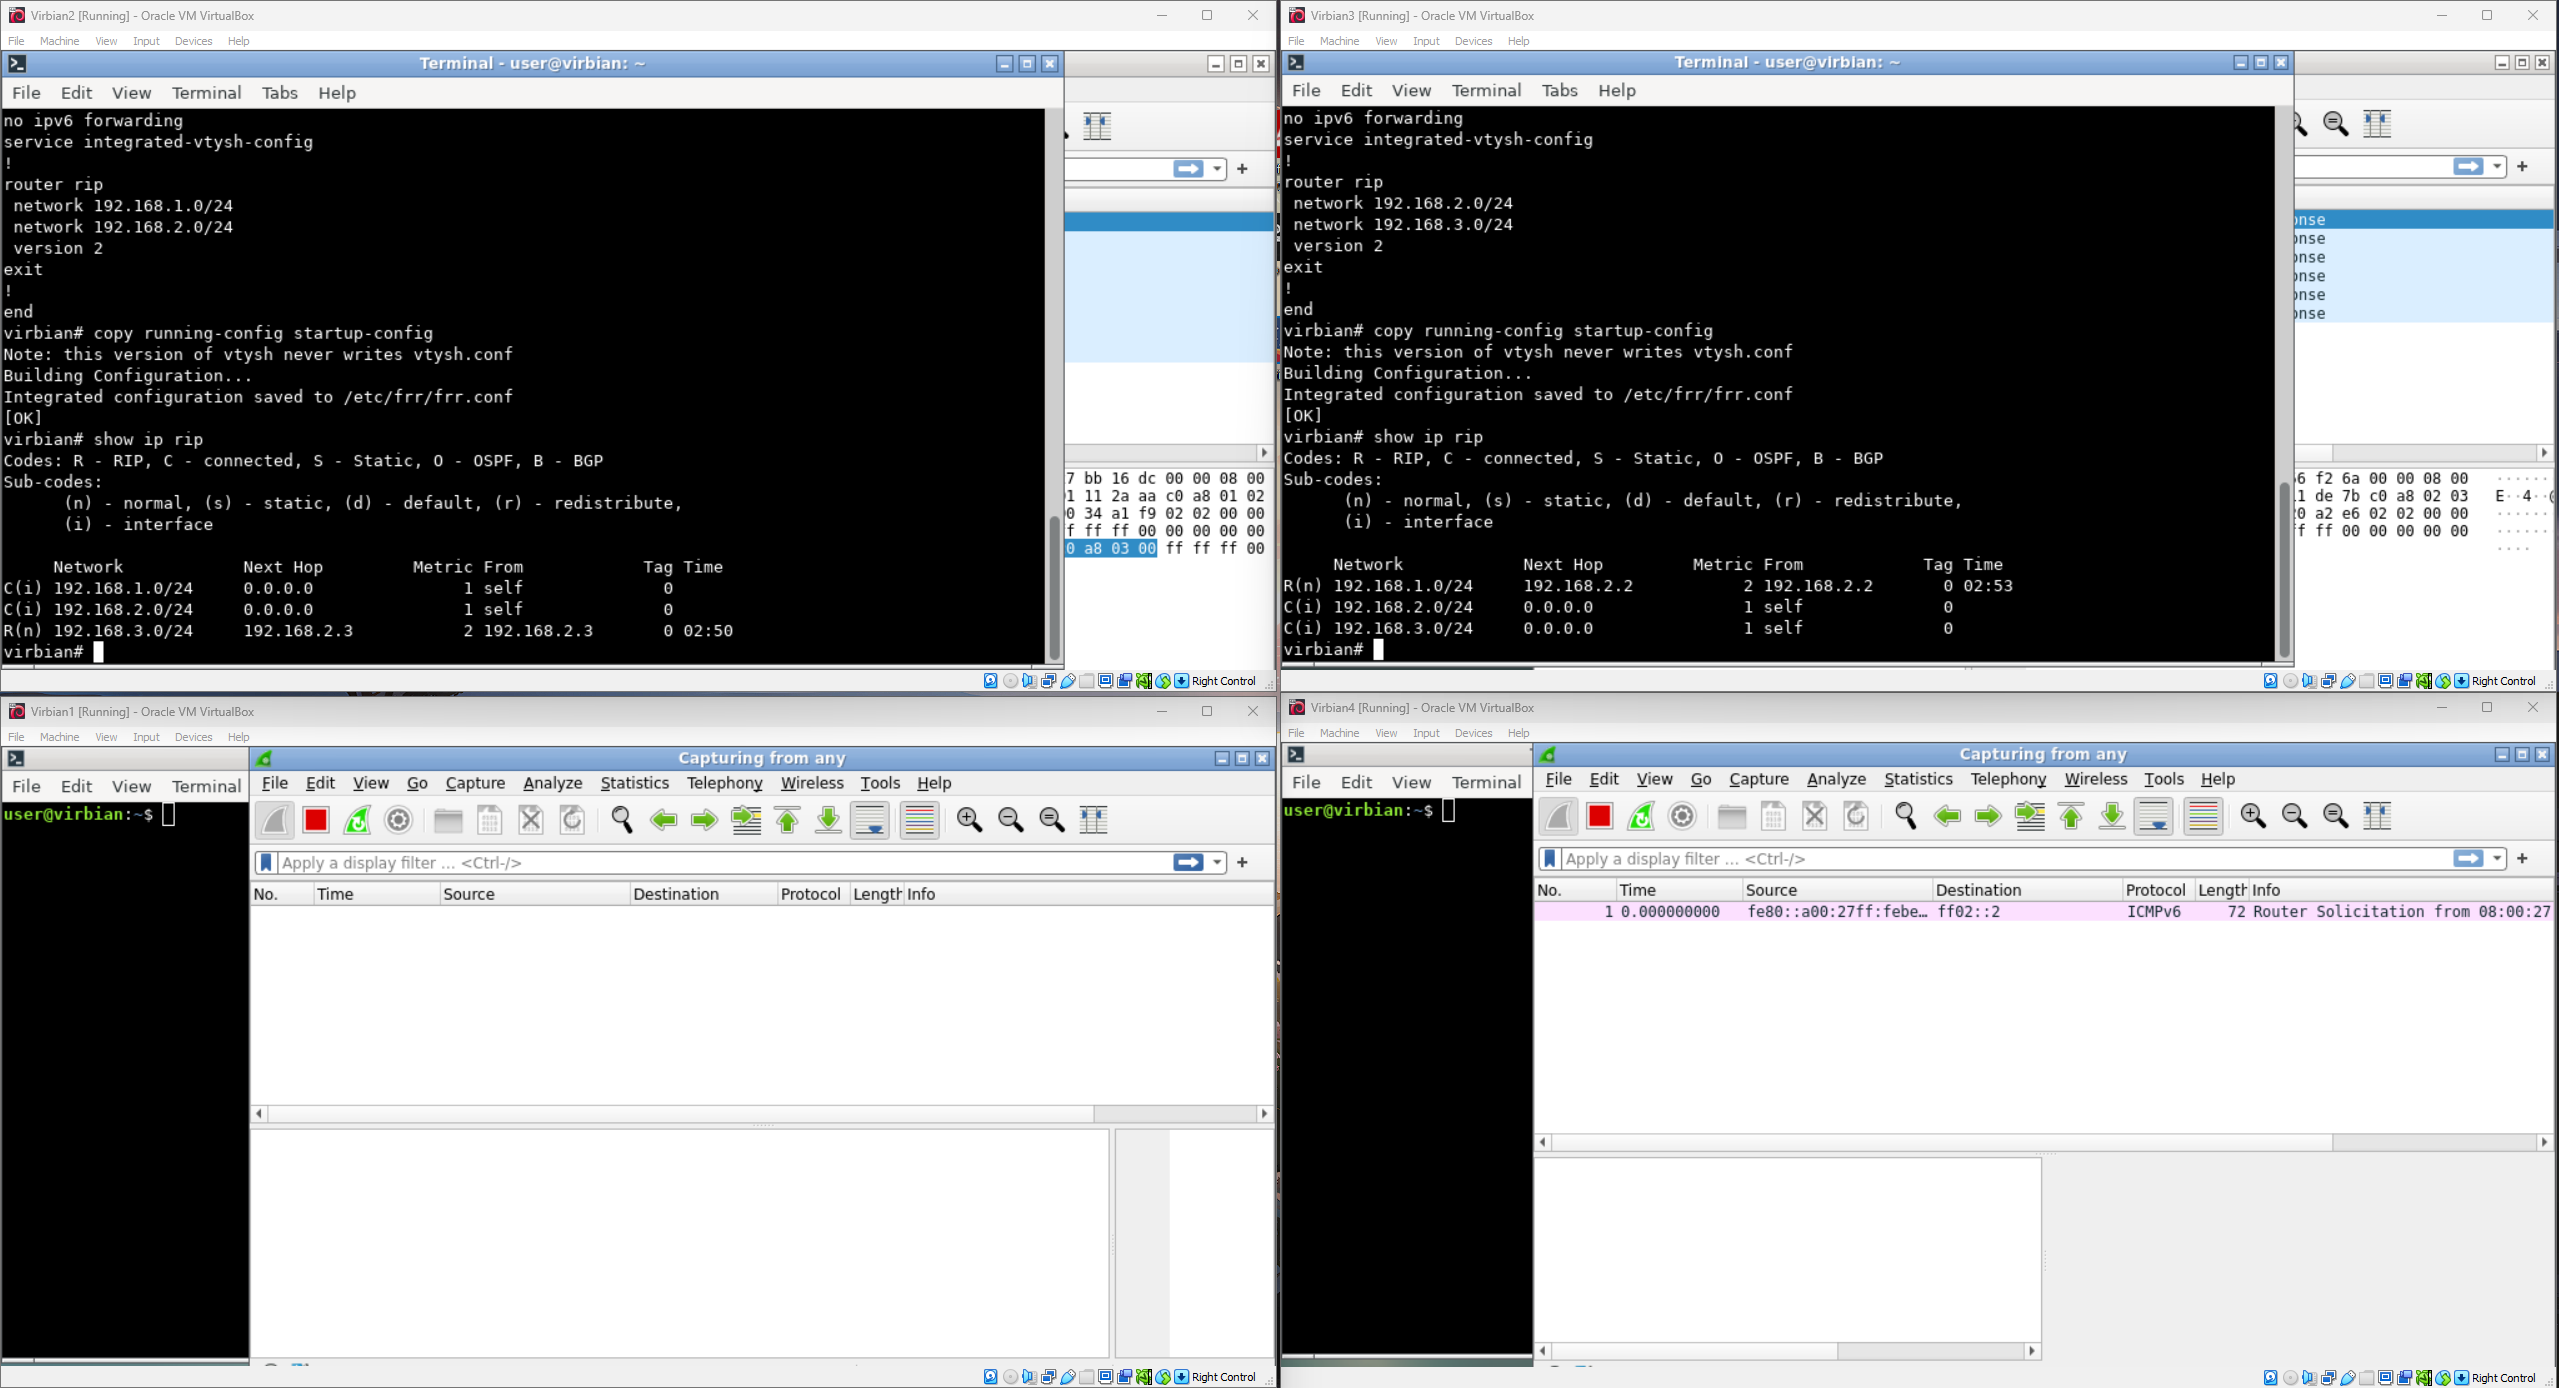 Virbian2 [Running] - Oracle VM VirtualBox
File Machine View Input Devices Help
Terminal - user@virbian: ~
File Edit View Terminal Tabs Help
no ipv6 forwarding
service integrated-vtysh-config
!
router rip
network 192.168.1.0/24
network 192.168.2.0/24
version 2
exit
!
end
virbian# copy running-config startup-config
Note: this version of vtysh never writes vtysh.conf
Building Configuration...
Integrated configuration saved to /etc/frr/frr.conf
[OK]
virbian# show ip rip
Codes: R - RIP, C - connected, S - Static, O - OSPF, B - BGP
Sub-codes:
(n) - normal, (s) - static, (d) - default, (r) - redistribute,
(i) - interface
Network Next Hop Metric From Tag Time
C(i) 192.168.1.0/24 0.0.0.0 1 self 0
C(i) 192.168.2.0/24 0.0.0.0 1 self 0
R(n) 192.168.3.0/24 192.168.2.3 2 192.168.2.3 0 02:50
virbian#
7 bb 16 dc 00 00 08 00
01 11 2a aa c0 a8 01 02
00 34 a1 f9 02 02 00 00
ff ff ff 00 00 00 00 00
0 a8 03 00 ff ff ff 00
Right Control
Virbian3 [Running] - Oracle VM VirtualBox
File Machine View Input Devices Help
Terminal - user@virbian: ~
File Edit View Terminal Tabs Help
no ipv6 forwarding
service integrated-vtysh-config
!
router rip
network 192.168.2.0/24
network 192.168.3.0/24
version 2
exit
!
end
virbian# copy running-config startup-config
Note: this version of vtysh never writes vtysh.conf
Building Configuration...
Integrated configuration saved to /etc/frr/frr.conf
[OK]
virbian# show ip rip
Codes: R - RIP, C - connected, S - Static, O - OSPF, B - BGP
Sub-codes:
(n) - normal, (s) - static, (d) - default, (r) - redistribute,
(i) - interface
Network Next Hop Metric From Tag Time
R(n) 192.168.1.0/24 192.168.2.2 2 192.168.2.2 0 02:53
C(i) 192.168.2.0/24 0.0.0.0 1 self 0
C(i) 192.168.3.0/24 0.0.0.0 1 self 0
virbian#
onse
onse
onse
onse
onse
onse
6 f2 6a 00 00 08 00
1 de 7b c0 a8 02 03 E··4··
20 a2 e6 02 02 00 00
ff ff 00 00 00 00 00
Right Control
Virbian1 [Running] - Oracle VM VirtualBox
File Machine View Input Devices Help
File Edit View Terminal
user@virbian:~$
Capturing from any
File Edit View Go Capture Analyze Statistics Telephony Wireless Tools Help
Apply a display filter ... <Ctrl-/>
No. Time Source Destination Protocol Length Info
Right Control
Virbian4 [Running] - Oracle VM VirtualBox
File Machine View Input Devices Help
File Edit View Terminal
user@virbian:~$
Capturing from any
File Edit View Go Capture Analyze Statistics Telephony Wireless Tools Help
Apply a display filter ... <Ctrl-/>
No. Time Source Destination Protocol Length Info
1 0.000000000 fe80::a00:27ff:febe… ff02::2 ICMPv6 72 Router Solicitation from 08:00:27
Right Control